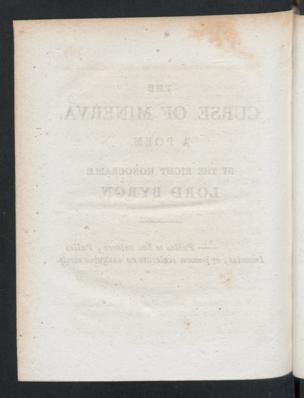 THE
CURSE OF MINERVA.
A POEM.
BY THE RIGHT HONOURABLE
LORD BYRON
—— Pallas te hoc vulnere, Pallas
Immolat, et poenam scelerato ex sanguine sumit.